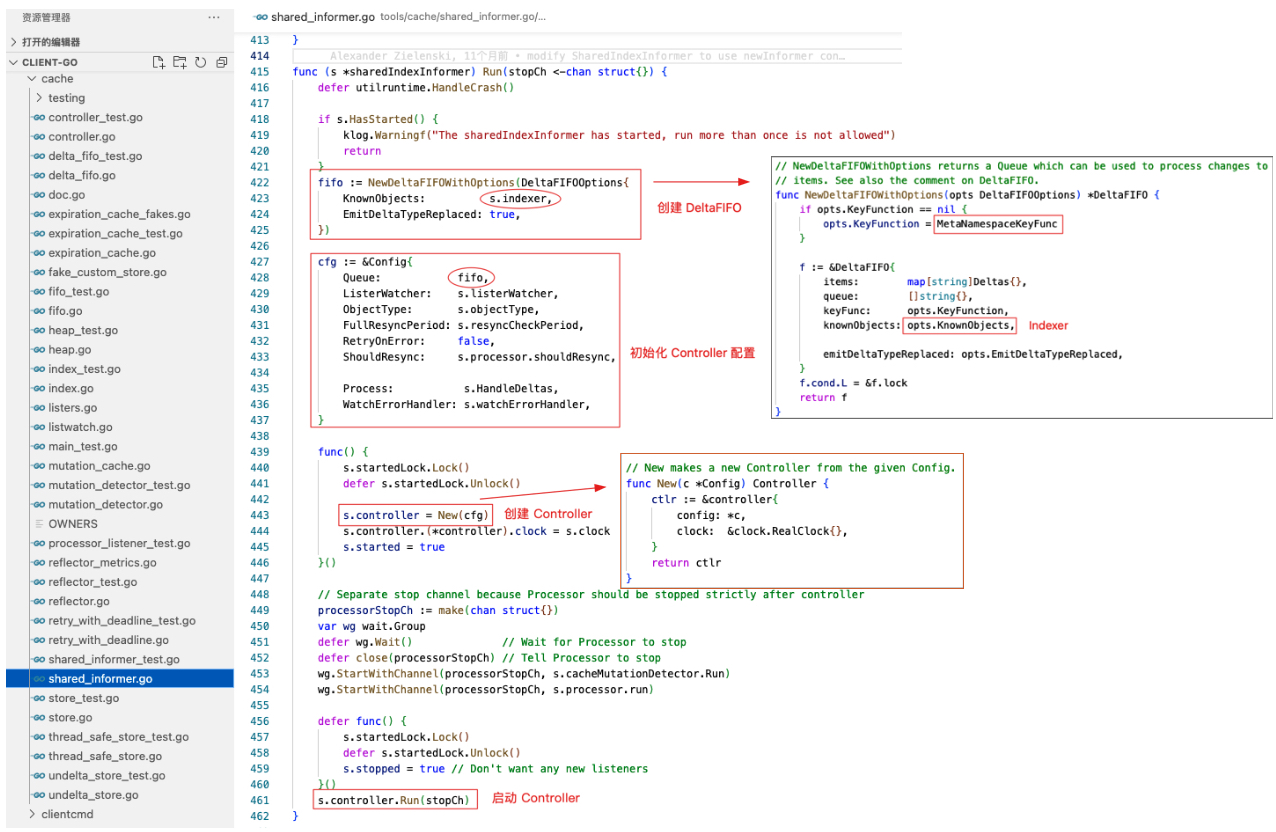 资源管理器
···
打开的编辑器
CLIENT-GO
cache
testing
controller_test.go
controller.go
delta_fifo_test.go
delta_fifo.go
doc.go
expiration_cache_fakes.go
expiration_cache_test.go
expiration_cache.go
fake_custom_store.go
fifo_test.go
fifo.go
heap_test.go
heap.go
index_test.go
index.go
listers.go
listwatch.go
main_test.go
mutation_cache.go
mutation_detector_test.go
mutation_detector.go
OWNERS
processor_listener_test.go
reflector_metrics.go
reflector_test.go
reflector.go
retry_with_deadline_test.go
retry_with_deadline.go
shared_informer_test.go
shared_informer.go
store_test.go
store.go
thread_safe_store_test.go
thread_safe_store.go
undelta_store_test.go
undelta_store.go
clientcmd
shared_informer.go tools/cache/shared_informer.go/...
413 }
414 Alexander Zielenski, 11个月前 • modify SharedIndexInformer to use newInformer con…
415 func (s *sharedIndexInformer) Run(stopCh <-chan struct{}) {
416 defer utilruntime.HandleCrash()
417
418 if s.HasStarted() {
419 klog.Warningf("The sharedIndexInformer has started, run more than once is not allowed")
420 return
421 }
422 fifo := NewDeltaFIFOWithOptions(DeltaFIFOOptions{
423 KnownObjects: s.indexer,
424 EmitDeltaTypeReplaced: true,
425 })
426
427 cfg := &Config{
428 Queue: fifo,
429 ListerWatcher: s.listerWatcher,
430 ObjectType: s.objectType,
431 FullResyncPeriod: s.resyncCheckPeriod,
432 RetryOnError: false,
433 ShouldResync: s.processor.shouldResync,
434
435 Process: s.HandleDeltas,
436 WatchErrorHandler: s.watchErrorHandler,
437 }
438
439 func() {
440 s.startedLock.Lock()
441 defer s.startedLock.Unlock()
442
443 s.controller = New(cfg)
444 s.controller.(*controller).clock = s.clock
445 s.started = true
446 }()
447
448 // Separate stop channel because Processor should be stopped strictly after controller
449 processorStopCh := make(chan struct{})
450 var wg wait.Group
451 defer wg.Wait() // Wait for Processor to stop
452 defer close(processorStopCh) // Tell Processor to stop
453 wg.StartWithChannel(processorStopCh, s.cacheMutationDetector.Run)
454 wg.StartWithChannel(processorStopCh, s.processor.run)
455
456 defer func() {
457 s.startedLock.Lock()
458 defer s.startedLock.Unlock()
459 s.stopped = true // Don't want any new listeners
460 }()
461 s.controller.Run(stopCh)
462 }
创建 DeltaFIFO
初始化 Controller 配置
创建 Controller
启动 Controller
// NewDeltaFIFOWithOptions returns a Queue which can be used to process changes to
// items. See also the comment on DeltaFIFO.
func NewDeltaFIFOWithOptions(opts DeltaFIFOOptions) *DeltaFIFO {
if opts.KeyFunction == nil {
opts.KeyFunction = MetaNamespaceKeyFunc
}
f := &DeltaFIFO{
items: map[string]Deltas{},
queue: []string{},
keyFunc: opts.KeyFunction,
knownObjects: opts.KnownObjects, Indexer
emitDeltaTypeReplaced: opts.EmitDeltaTypeReplaced,
}
f.cond.L = &f.lock
return f
}
// New makes a new Controller from the given Config.
func New(c *Config) Controller {
ctlr := &controller{
config: *c,
clock: &clock.RealClock{},
}
return ctlr
}